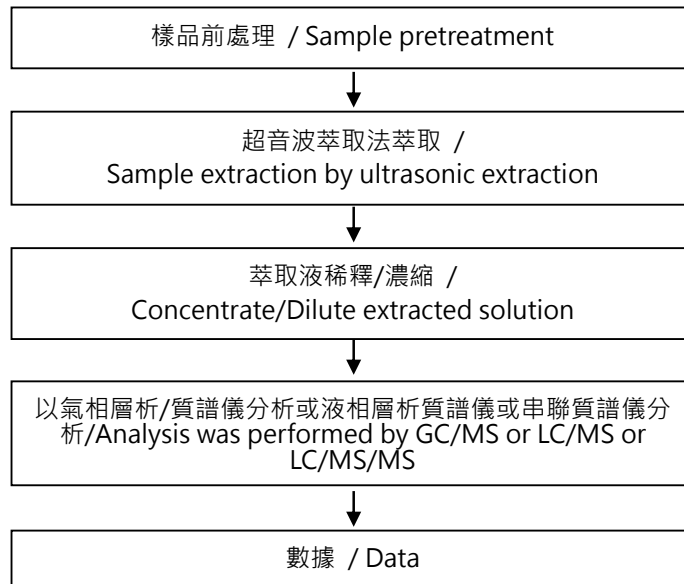 樣品前處理 / Sample pretreatment
超音波萃取法萃取 /
Sample extraction by ultrasonic extraction
萃取液稀釋/濃縮 /
Concentrate/Dilute extracted solution
以氣相層析/質譜儀分析或液相層析質譜儀或串聯質譜儀分
析/Analysis was performed by GC/MS or LC/MS or
LC/MS/MS
數據 / Data